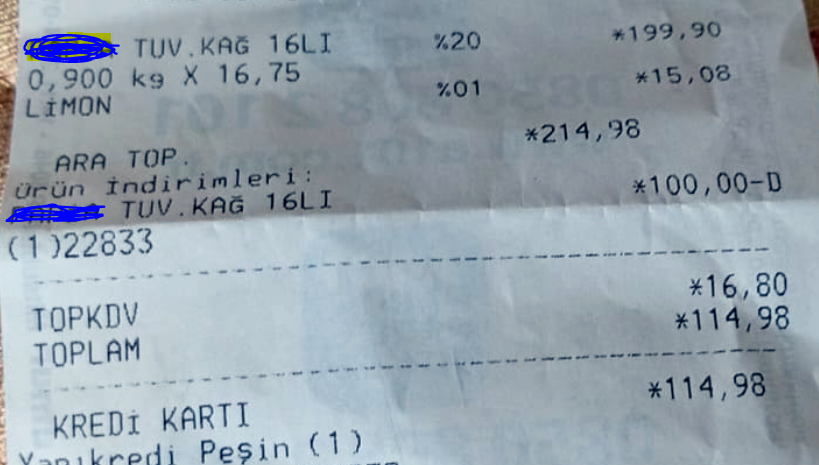 TUV.KAĞ 16LI %20 *199,90
0,900 kg X 16,75
LİMON %01 *15,08
ARA TOP. *214,98
ürün İndirimleri:
TUV.KAĞ 16LI *100,00-D
(1)22833
TOPKDV *16,80
TOPLAM *114,98
KREDİ KARTI *114,98
Yapıkredi Peşin (1)